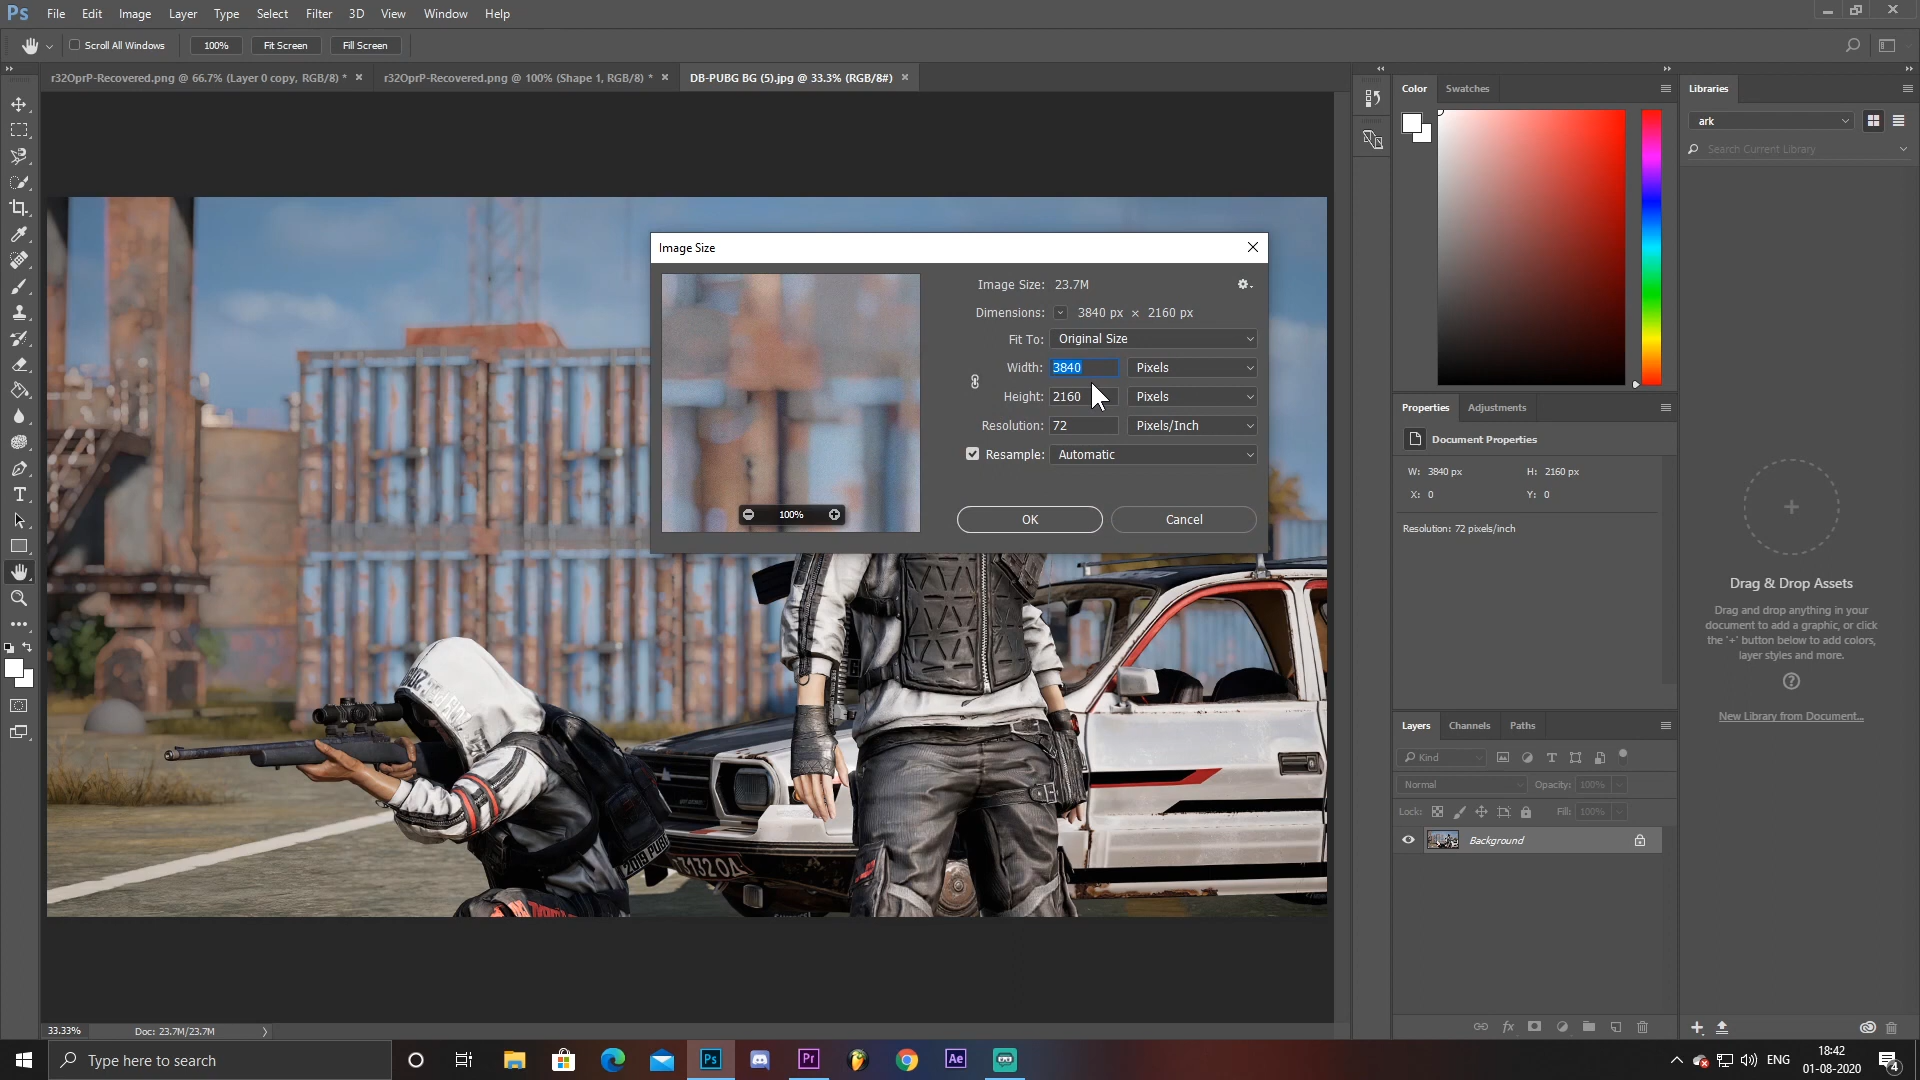 Ps File Edit Image Layer Type Select Filter 3D View Window Help
Scroll All Windows 100% Fit Screen Fill Screen
r32OprP-Recovered.png @ 66.7% (Layer 0 copy, RGB/8) * × r32OprP-Recovered.png @ 100% (Shape 1, RGB/8) * × DB-PUBG BG (5).jpg @ 33.3% (RGB/8#) ×
Color Swatches
Libraries
ark
Search Current Library
Image Size
Image Size: 23.7M
Dimensions: 3840 px × 2160 px
Fit To: Original Size
Width: 3840 Pixels
Height: 2160 Pixels
Resolution: 72 Pixels/Inch
Resample: Automatic
100%
OK Cancel
Properties Adjustments
Document Properties
W: 3840 px H: 2160 px
X: 0 Y: 0
Resolution: 72 pixels/inch
Drag & Drop Assets
Drag and drop anything in your
document to add a graphic, or click
the '+' button below to add colors,
layer styles and more.
New Library from Document...
Layers Channels Paths
Kind
Normal Opacity: 100%
Lock: Fill: 100%
Background
2019 PUBG
33.33% Doc: 23.7M/23.7M
Type here to search
Ps Pr Ae
ENG 18:42
01-08-2020
4